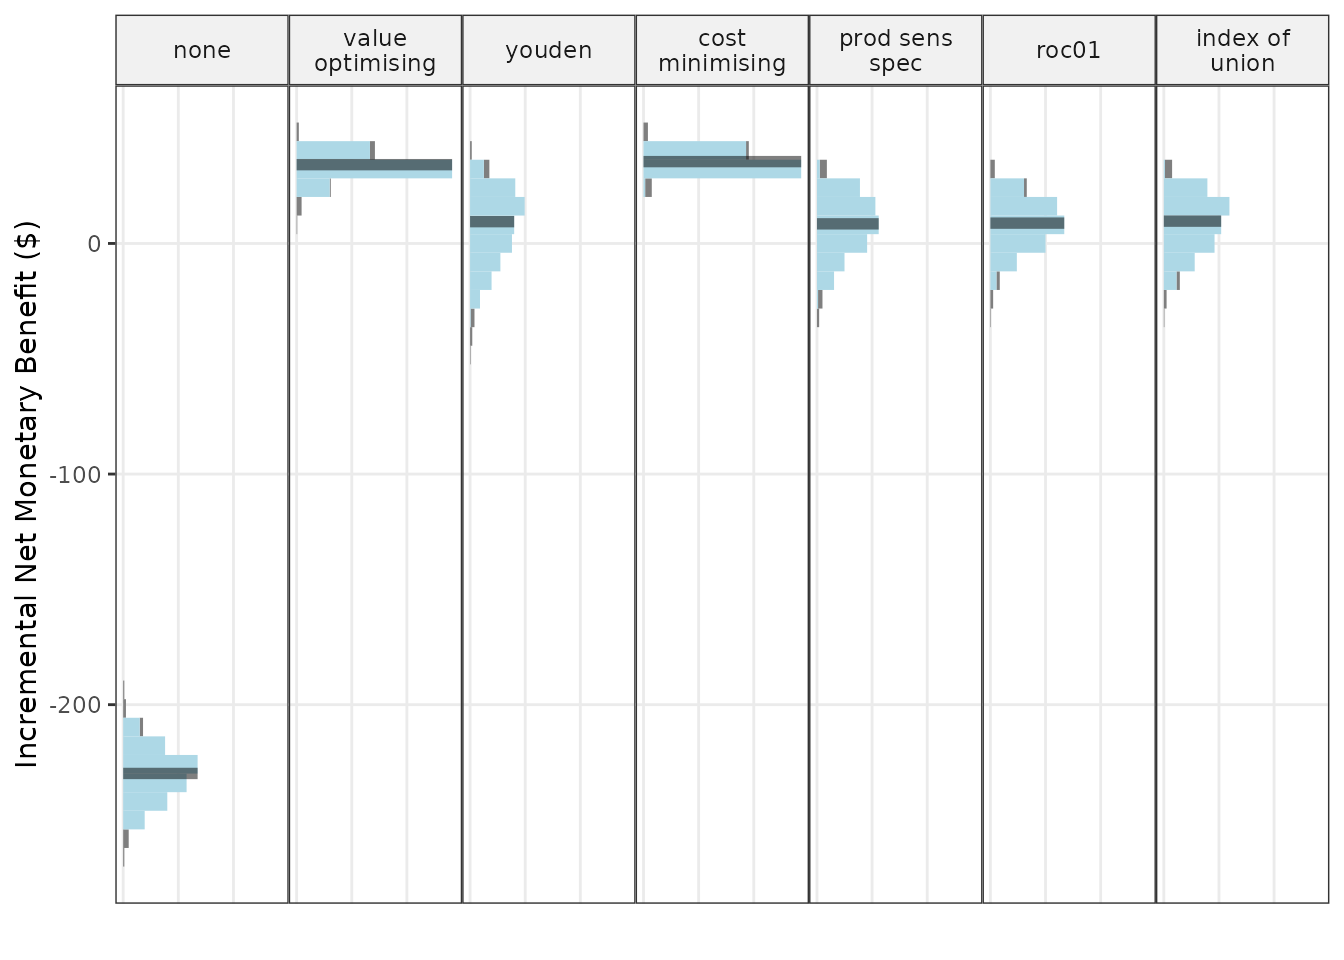 none
value
optimising
youden
cost
minimising
prod sens
spec
roc01
index of
union
Incremental Net Monetary Benefit ($)
0
-100
-200